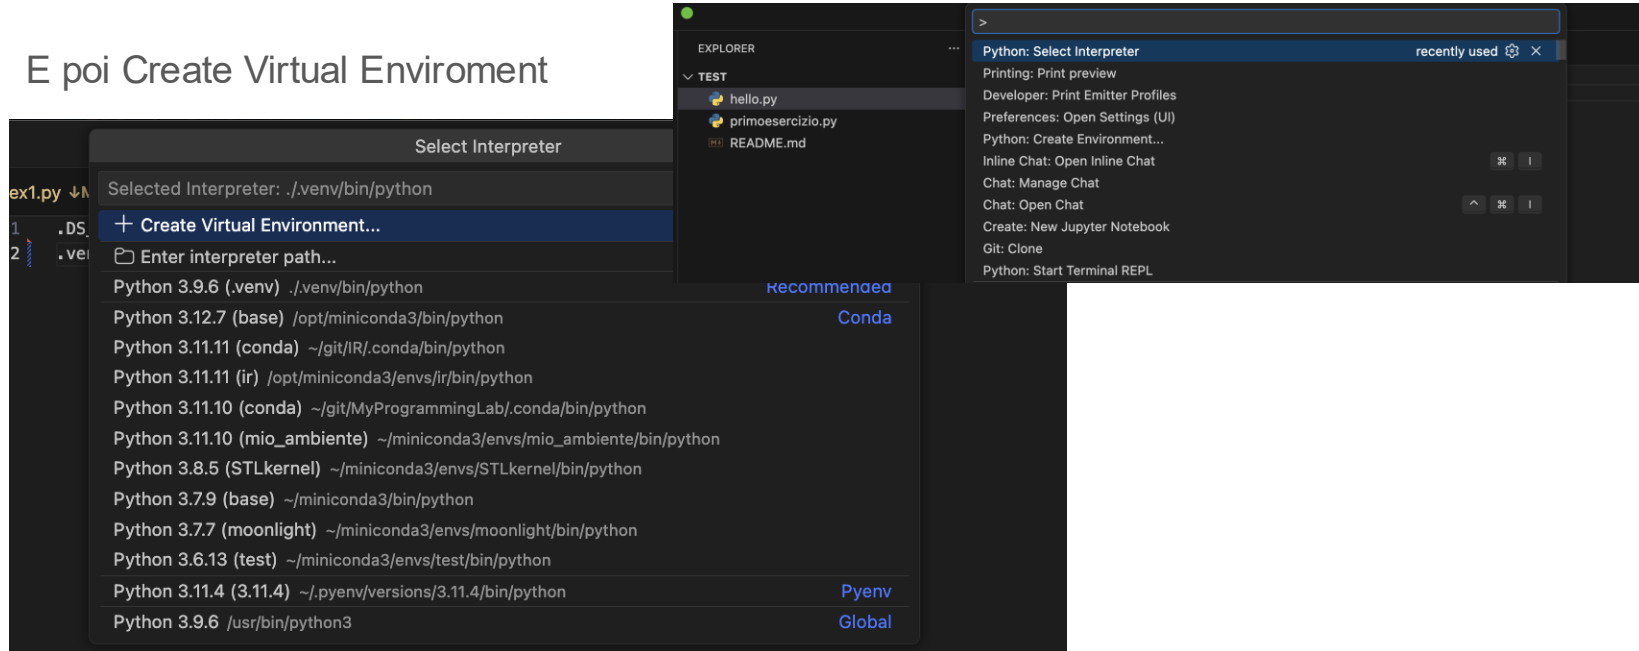 E poi Create Virtual Enviroment
>
Python: Select Interpreter recently used
Printing: Print preview
Developer: Print Emitter Profiles
Preferences: Open Settings (UI)
Python: Create Environment...
Inline Chat: Open Inline Chat ⌘ I
Chat: Manage Chat
Chat: Open Chat ^ ⌘ I
Create: New Jupyter Notebook
Git: Clone
Python: Start Terminal REPL
EXPLORER ...
TEST
hello.py
primoesercizio.py
README.md
ex1.py
1 .DS_
2 .ve
Select Interpreter
Selected Interpreter: ./.venv/bin/python
+ Create Virtual Environment...
Enter interpreter path...
Python 3.9.6 (.venv) ./.venv/bin/python Recommended
Python 3.12.7 (base) /opt/miniconda3/bin/python Conda
Python 3.11.11 (conda) ~/git/IR/.conda/bin/python
Python 3.11.11 (ir) /opt/miniconda3/envs/ir/bin/python
Python 3.11.10 (conda) ~/git/MyProgrammingLab/.conda/bin/python
Python 3.11.10 (mio_ambiente) ~/miniconda3/envs/mio_ambiente/bin/python
Python 3.8.5 (STLkernel) ~/miniconda3/envs/STLkernel/bin/python
Python 3.7.9 (base) ~/miniconda3/bin/python
Python 3.7.7 (moonlight) ~/miniconda3/envs/moonlight/bin/python
Python 3.6.13 (test) ~/miniconda3/envs/test/bin/python
Python 3.11.4 (3.11.4) ~/.pyenv/versions/3.11.4/bin/python Pyenv
Python 3.9.6 /usr/bin/python3 Global